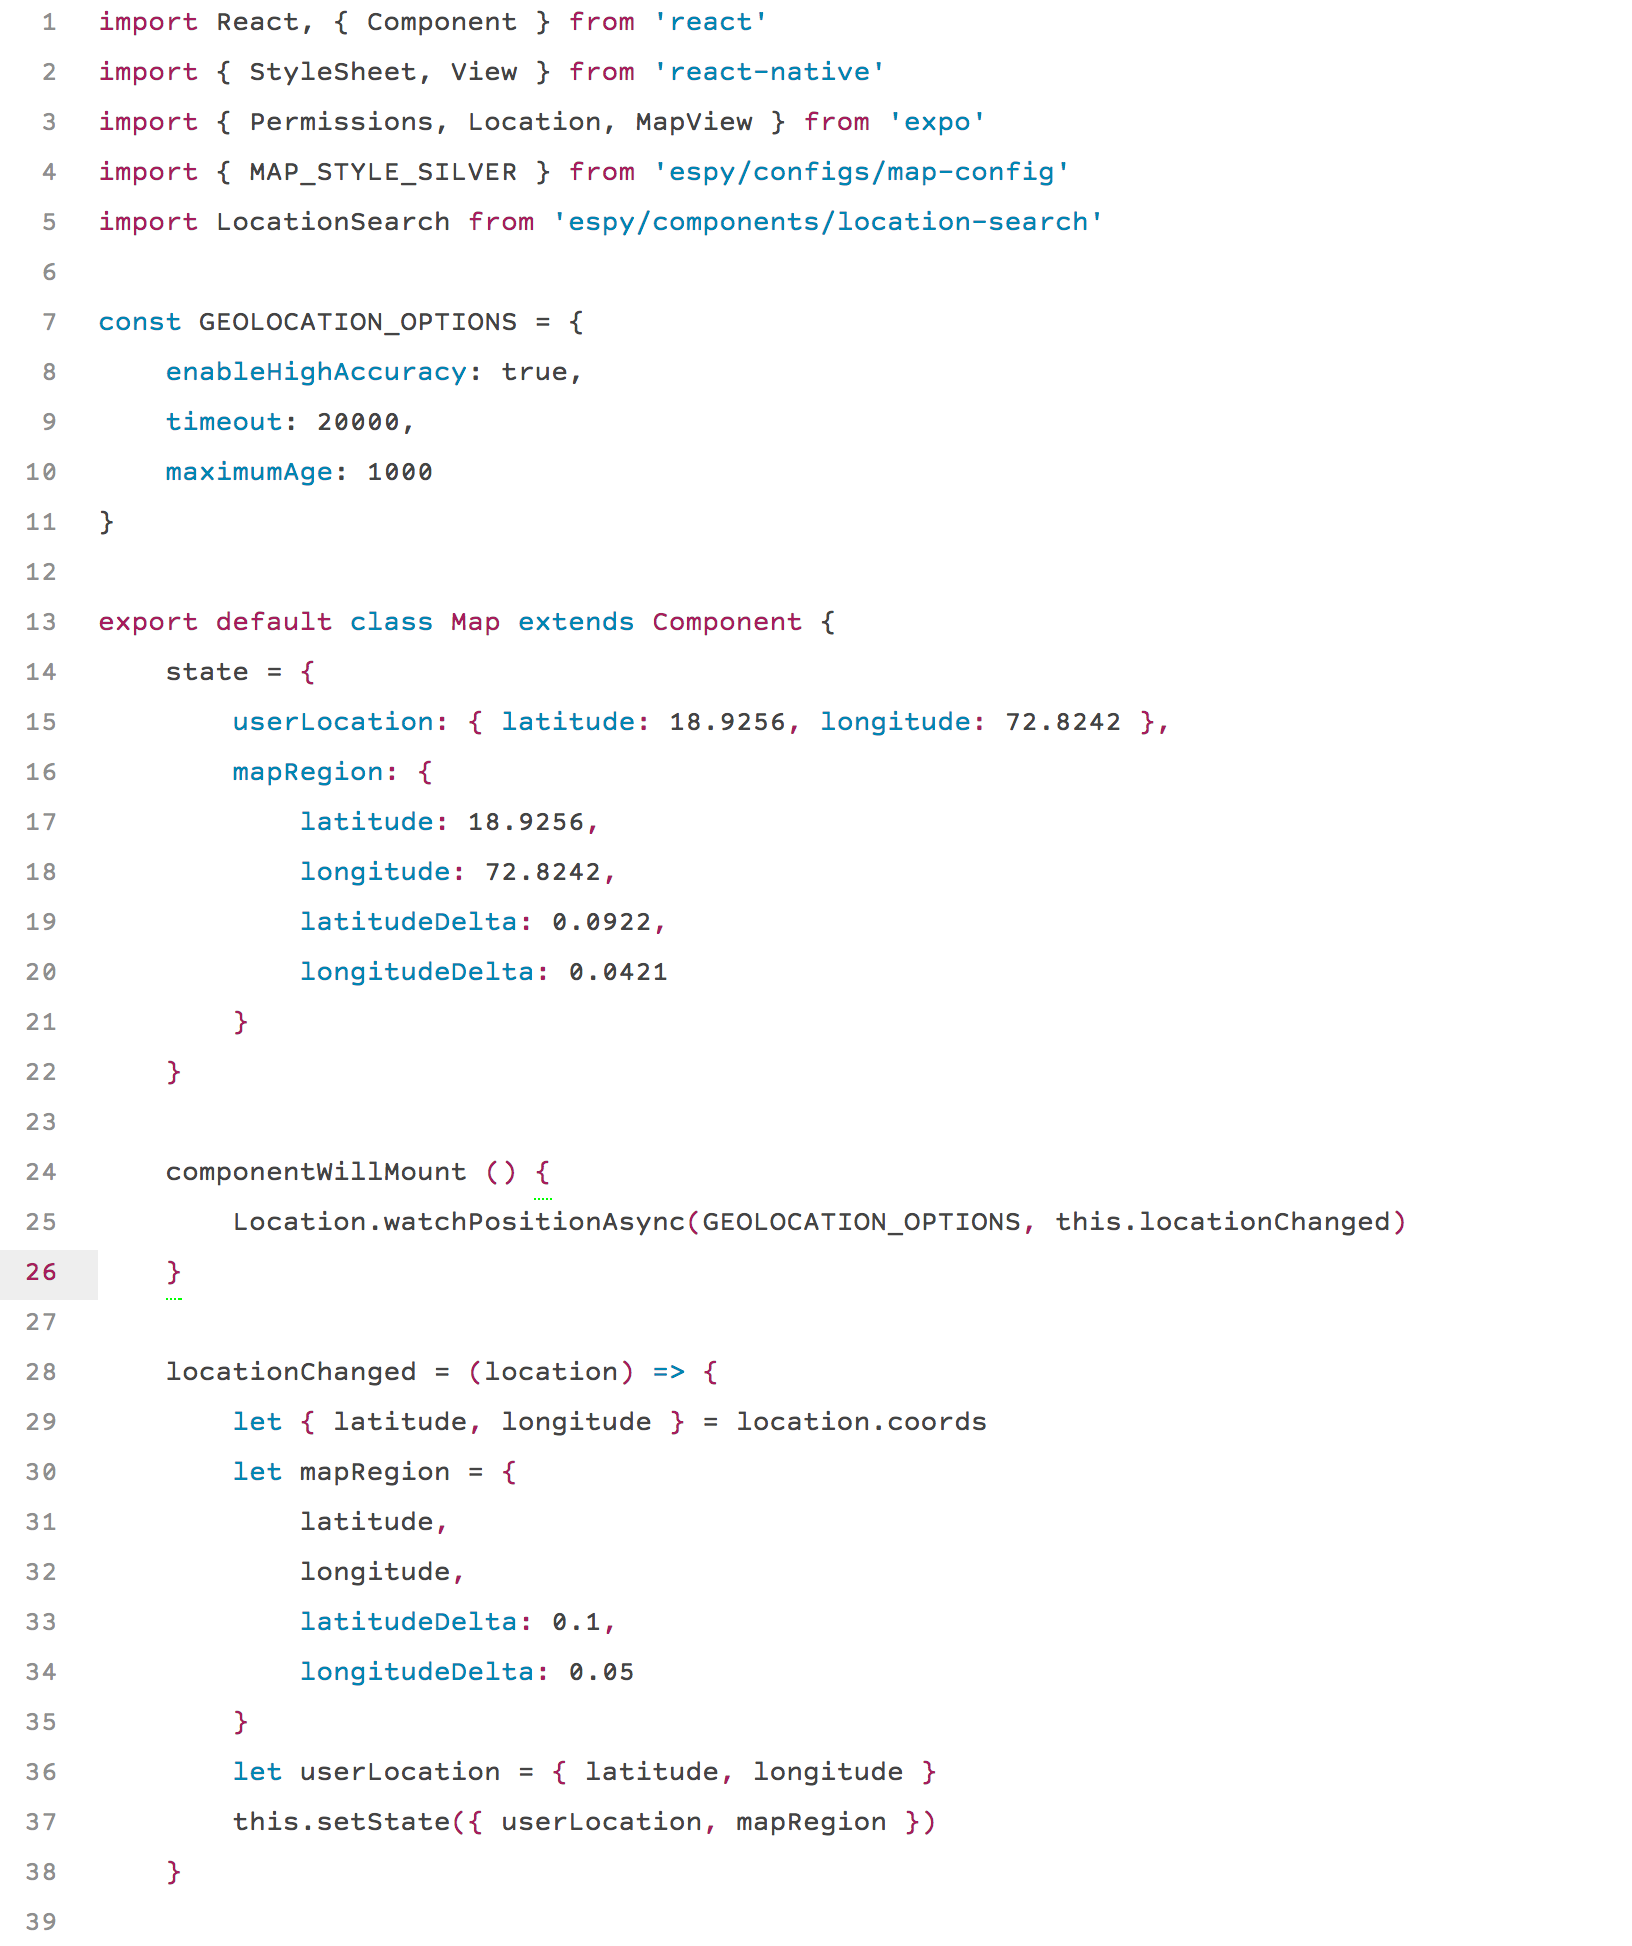 1 import React, { Component } from 'react'
2 import { StyleSheet, View } from 'react-native'
3 import { Permissions, Location, MapView } from 'expo'
4 import { MAP_STYLE_SILVER } from 'espy/configs/map-config'
5 import LocationSearch from 'espy/components/location-search'
6
7 const GEOLOCATION_OPTIONS = {
8     enableHighAccuracy: true,
9     timeout: 20000,
10     maximumAge: 1000
11 }
12
13 export default class Map extends Component {
14     state = {
15         userLocation: { latitude: 18.9256, longitude: 72.8242 },
16         mapRegion: {
17             latitude: 18.9256,
18             longitude: 72.8242,
19             latitudeDelta: 0.0922,
20             longitudeDelta: 0.0421
21         }
22     }
23
24     componentWillMount () {
25         Location.watchPositionAsync(GEOLOCATION_OPTIONS, this.locationChanged)
26     }
27
28     locationChanged = (location) => {
29         let { latitude, longitude } = location.coords
30         let mapRegion = {
31             latitude,
32             longitude,
33             latitudeDelta: 0.1,
34             longitudeDelta: 0.05
35         }
36         let userLocation = { latitude, longitude }
37         this.setState({ userLocation, mapRegion })
38     }
39